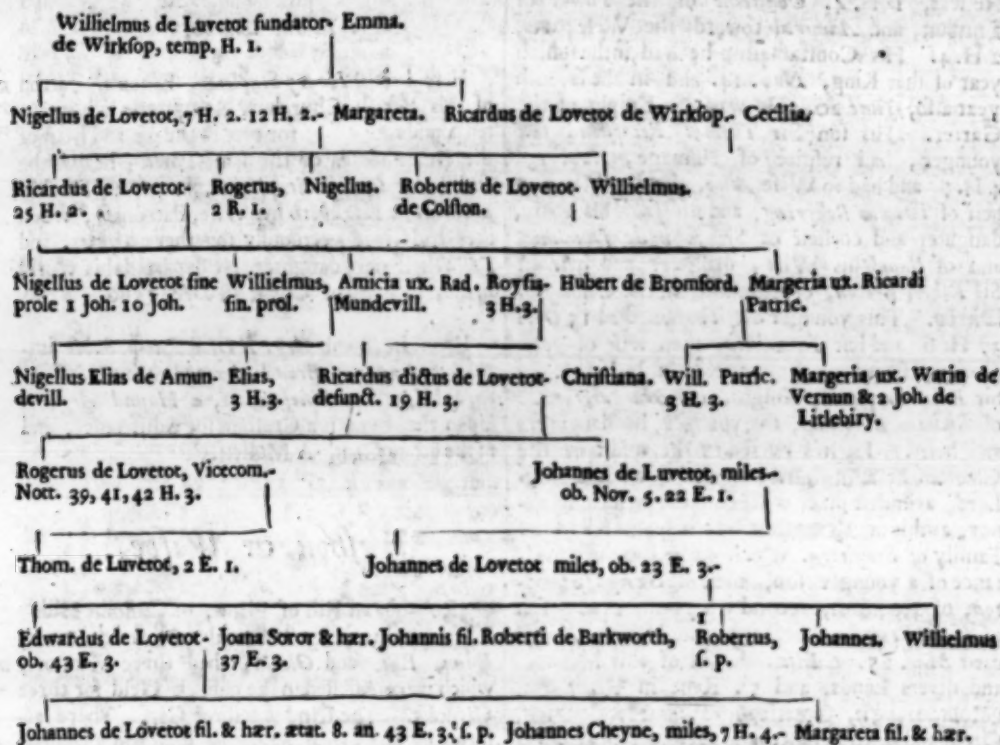 Willielmus de Luvetot fundator- Emma.
de Wirkſop, temp. H. 1.
Nigellus de Lovetot, 7 H. 2. 12 H. 2.- Margareta. Ricardus de Lovetot de Wirkſop.- Cecilia.
Ricardus de Lovetot- Rogerus, Nigellus. Robertus de Lovetot- Willielmus.
25 H. 2. 2 R. 1. de Colſton.
Nigellus de Lovetot ſine Willielmus, Amicia ux. Rad. Royſia- Hubert de Bromford. Margeria ux. Ricardi
prole 1 Joh. 10 Joh. ſin. prol. Mundevill. 3 H. 3. Patric.
Nigellus Elias de Amun- Elias, Ricardus dictus de Lovetot- Chriſtiana. Will. Patric. Margeria ux. Warin de
devill. 3 H. 3. defunct. 19 H. 3. 3 H. 3. Vernun & 2 Joh. de
Litlebiry.
Rogerus de Lovetot, Vicecom.- Johannes de Luvetot, miles-
Nott. 39, 41, 42 H. 3. ob. Nov. 5. 22 E. 1.
Thom. de Luvetot, 2 E. 1. Johannes de Lovetot miles, ob. 23 E. 3.-
1
Edwardus de Lovetot- Joana Soror & hær. Johannis fil. Roberti de Barkworth, Robertus, Johannes. Willielmus
ob. 43 E. 3. 37 E. 3. ſ. p.
Johannes de Lovetot fil. & hær. ætat. 8. an. 43 E. 3. ſ. p. Johannes Cheyne, miles, 7 H. 4.- Margareta fil. & hær.